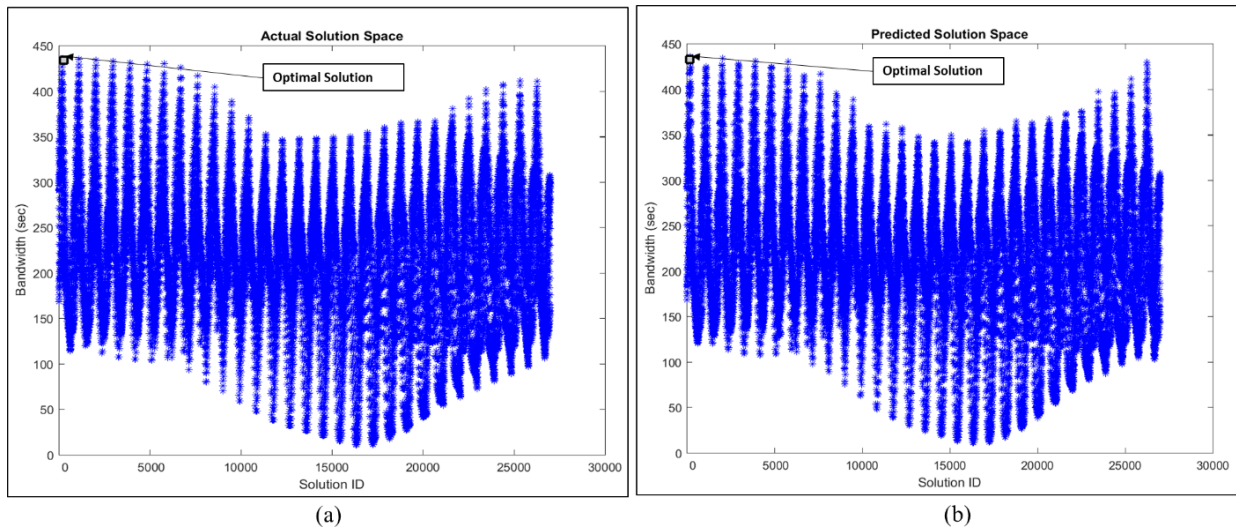 Actual Solution Space
450
400
350
300
250
200
150
100
50
0
Bandwidth (sec)
Optimal Solution
0 5000 10000 15000 20000 25000 30000
Solution ID
(a)
Predicted Solution Space
450
400
350
300
250
200
150
100
50
0
Bandwidth (sec)
Optimal Solution
0 5000 10000 15000 20000 25000 30000
Solution ID
(b)